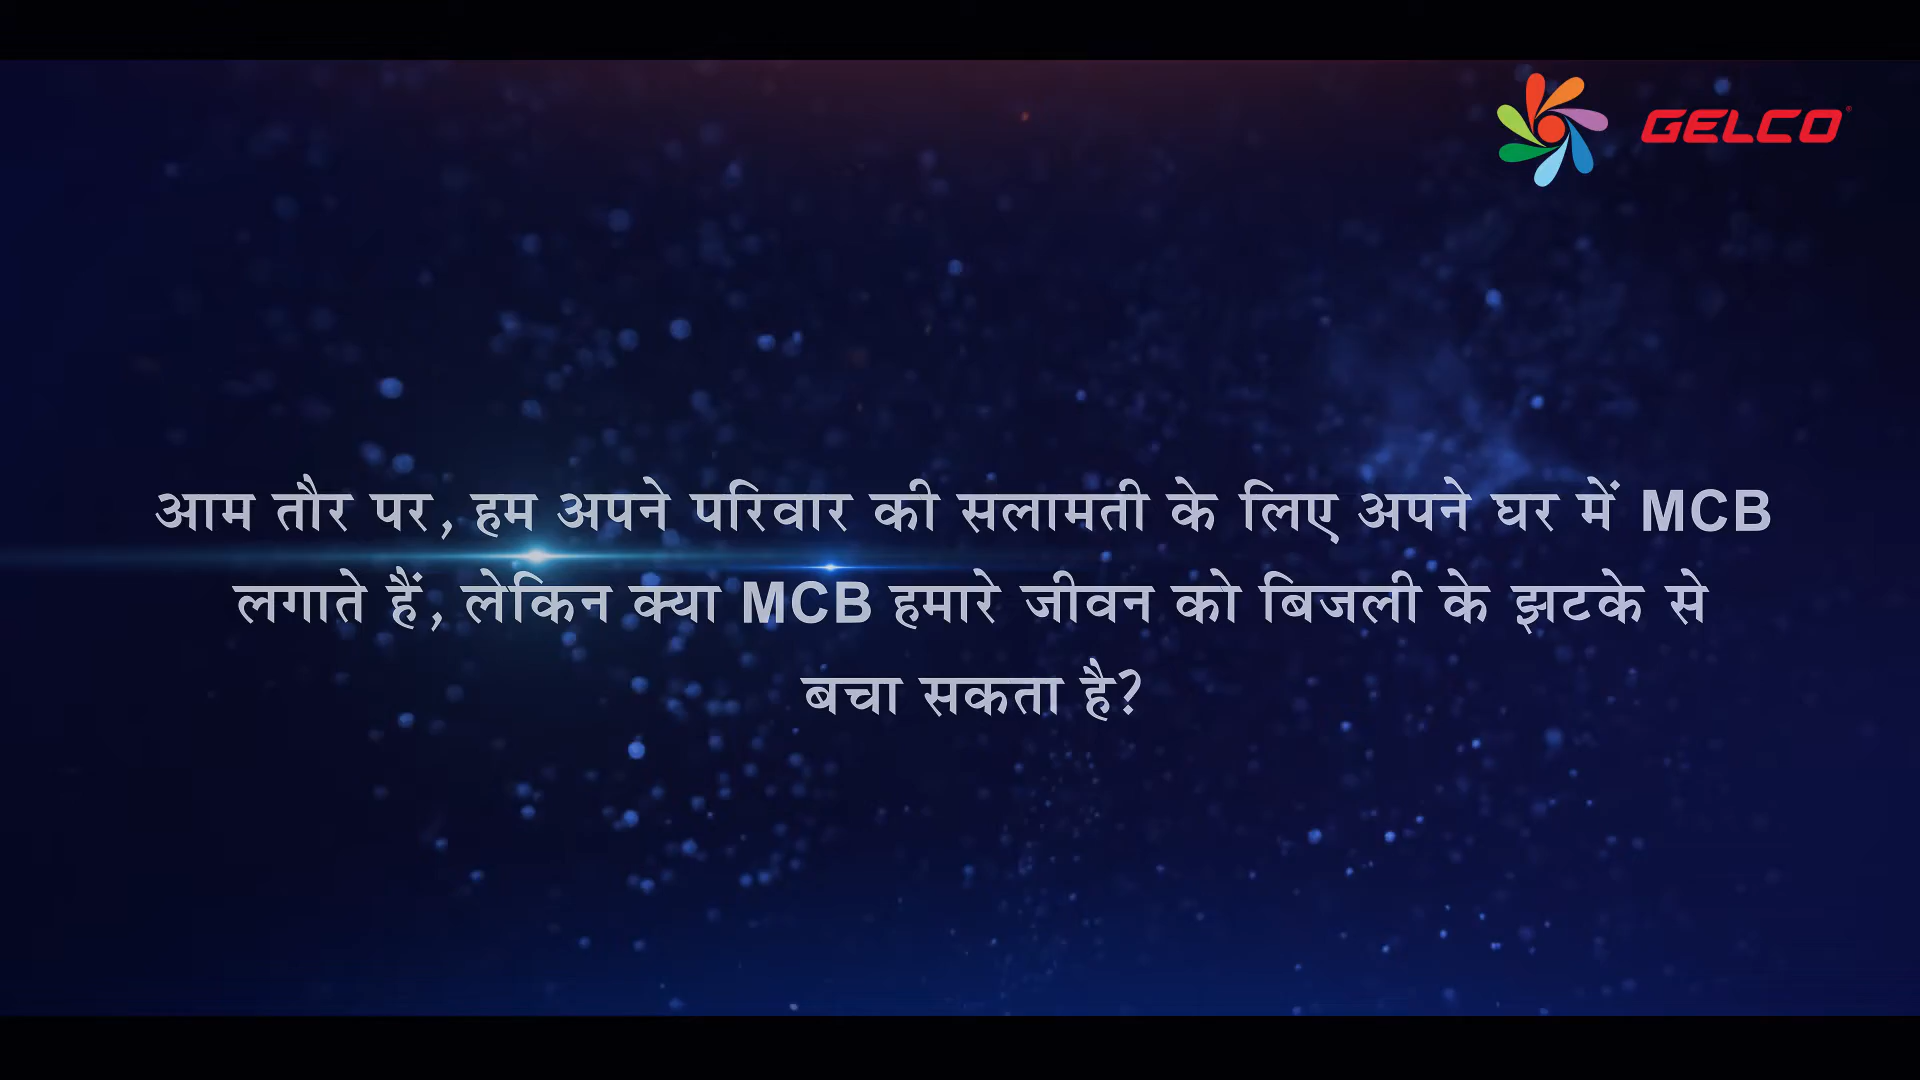 GELCO
आम तौर पर, हम अपने परिवार की सलामती के लिए अपने घर में MCB
लगाते हैं, लेकिन क्या MCB हमारे जीवन को बिजली के झटके से
बचा सकता है?